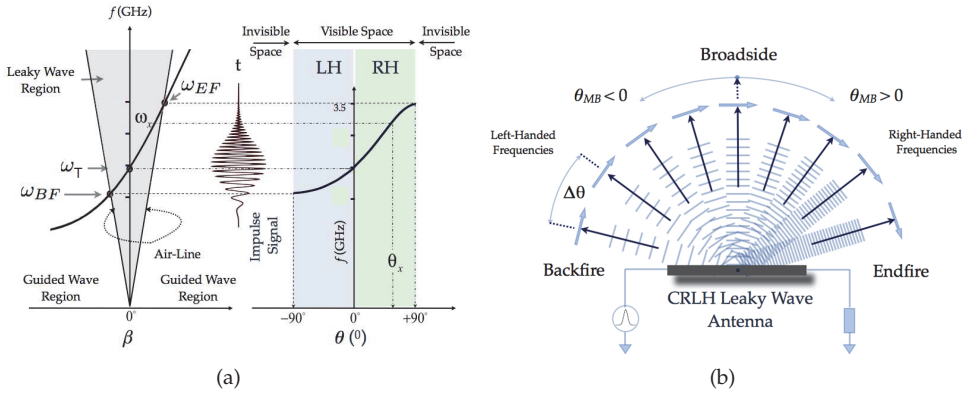 f (GHz)
Leaky Wave
Region
ω_EF
ω_x
ω_T
ω_BF
Air-Line
Guided Wave
Region
Guided Wave
Region
0°
β
t
Impulse
Signal
Invisible
Space
Visible Space
Invisible
Space
LH
RH
3.5
f (GHz)
θ_x
−90°
0°
+90°
θ (⁰)
(a)
Broadside
θ_MB < 0
θ_MB > 0
Left-Handed
Frequencies
Right-Handed
Frequencies
Δθ
Backfire
Endfire
CRLH Leaky Wave
Antenna
(b)